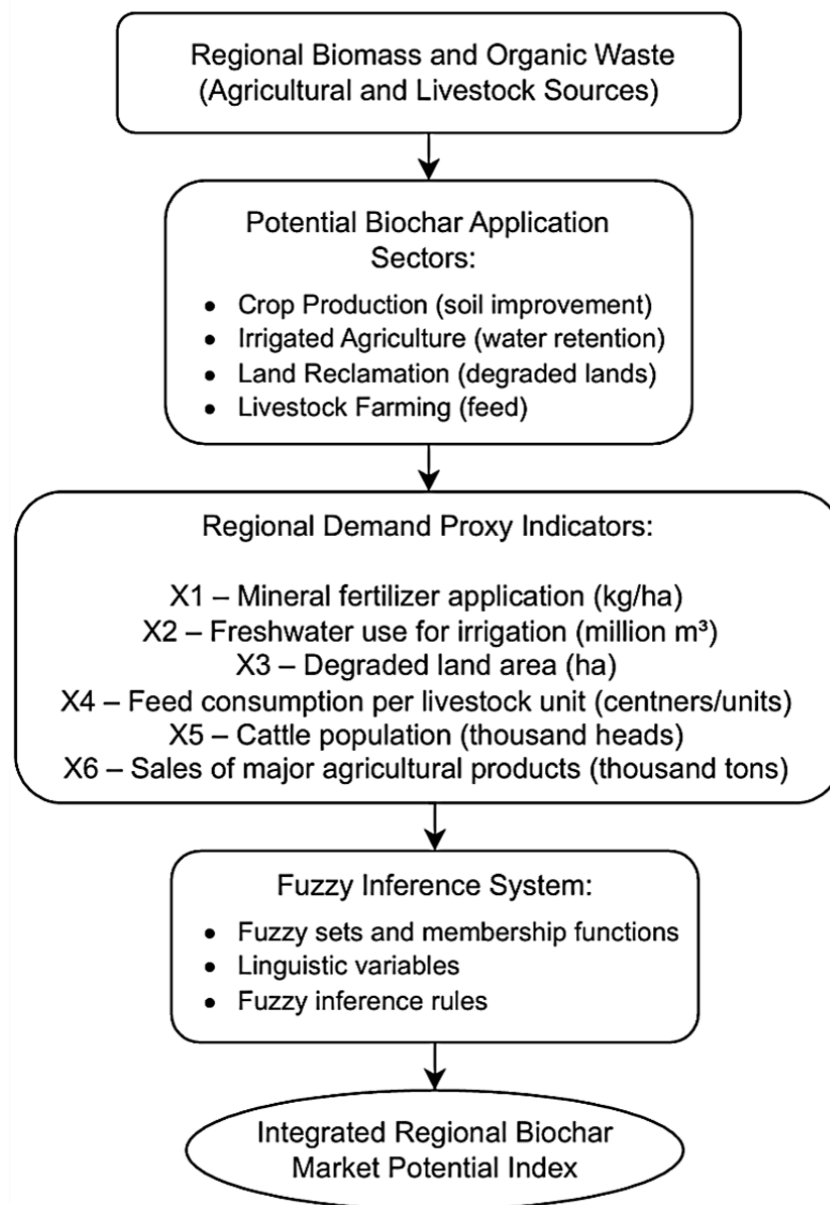 Regional Biomass and Organic Waste
(Agricultural and Livestock Sources)
Potential Biochar Application
Sectors:
• Crop Production (soil improvement)
• Irrigated Agriculture (water retention)
• Land Reclamation (degraded lands)
• Livestock Farming (feed)
Regional Demand Proxy Indicators:
X1 – Mineral fertilizer application (kg/ha)
X2 – Freshwater use for irrigation (million m³)
X3 – Degraded land area (ha)
X4 – Feed consumption per livestock unit (centners/units)
X5 – Cattle population (thousand heads)
X6 – Sales of major agricultural products (thousand tons)
Fuzzy Inference System:
• Fuzzy sets and membership functions
• Linguistic variables
• Fuzzy inference rules
Integrated Regional Biochar
Market Potential Index